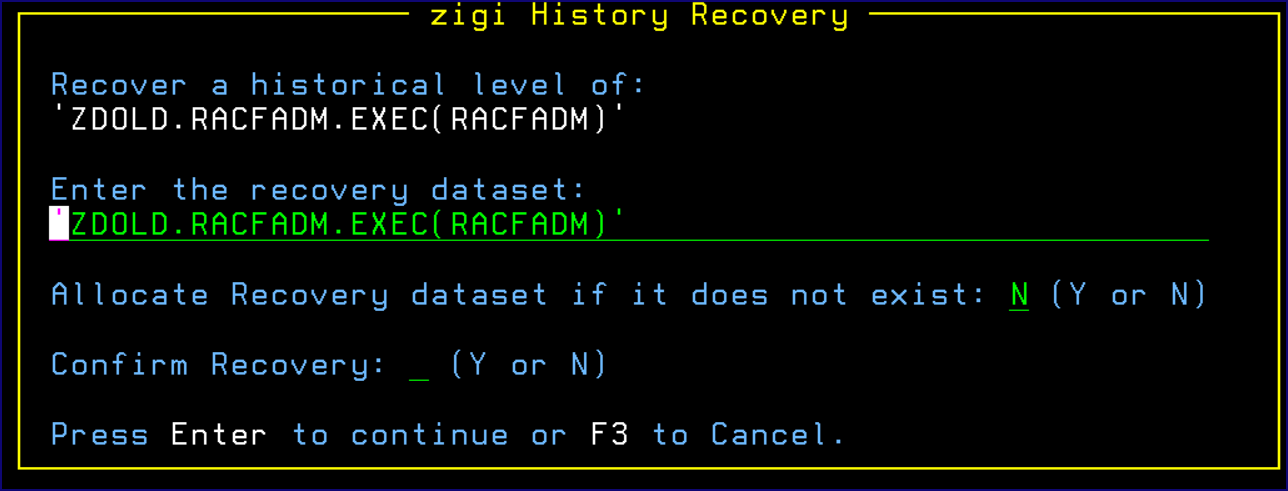 zigi History Recovery
Recover a historical level of:
'ZDOLD.RACFADM.EXEC(RACFADM)'
Enter the recovery dataset:
'ZDOLD.RACFADM.EXEC(RACFADM)'
Allocate Recovery dataset if it does not exist: N (Y or N)
Confirm Recovery: _ (Y or N)
Press Enter to continue or F3 to Cancel.